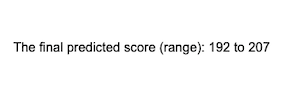 The final predicted score (range): 192 to 207